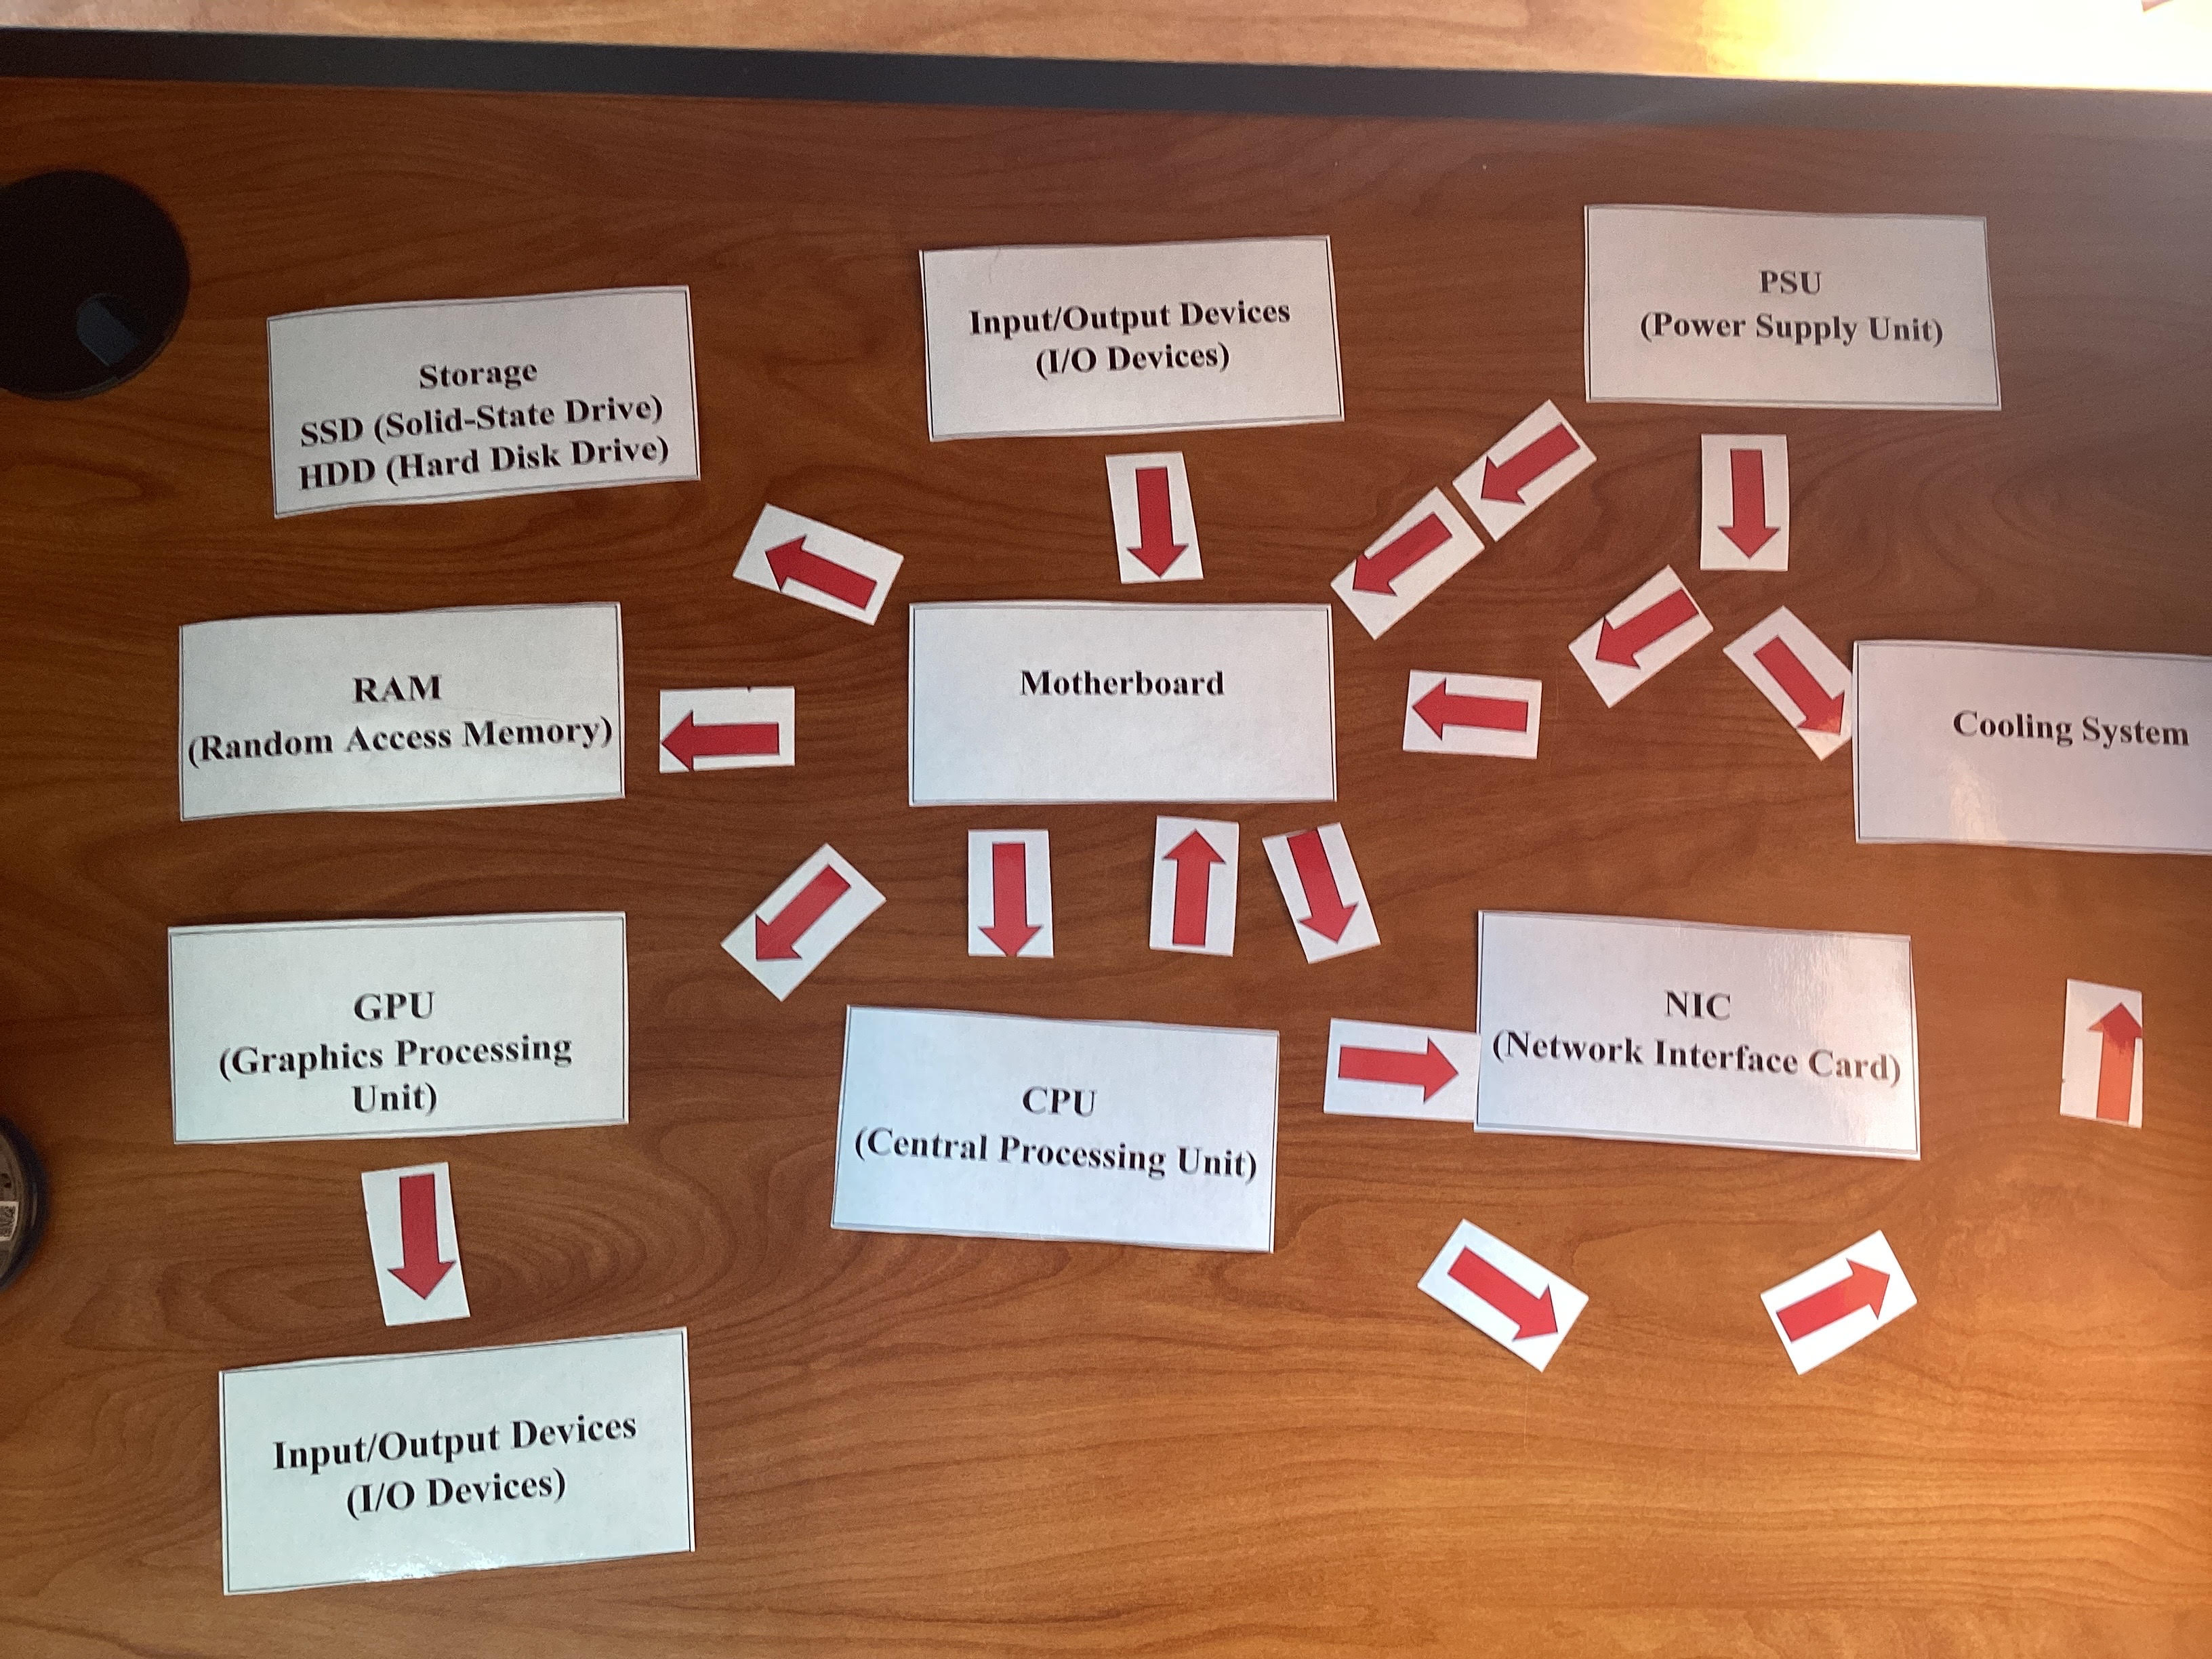 PSU
(Power Supply Unit)
Input/Output Devices
(I/O Devices)
Storage
SSD (Solid-State Drive)
HDD (Hard Disk Drive)
RAM
(Random Access Memory)
Motherboard
Cooling System
GPU
(Graphics Processing
Unit)
CPU
(Central Processing Unit)
NIC
(Network Interface Card)
Input/Output Devices
(I/O Devices)